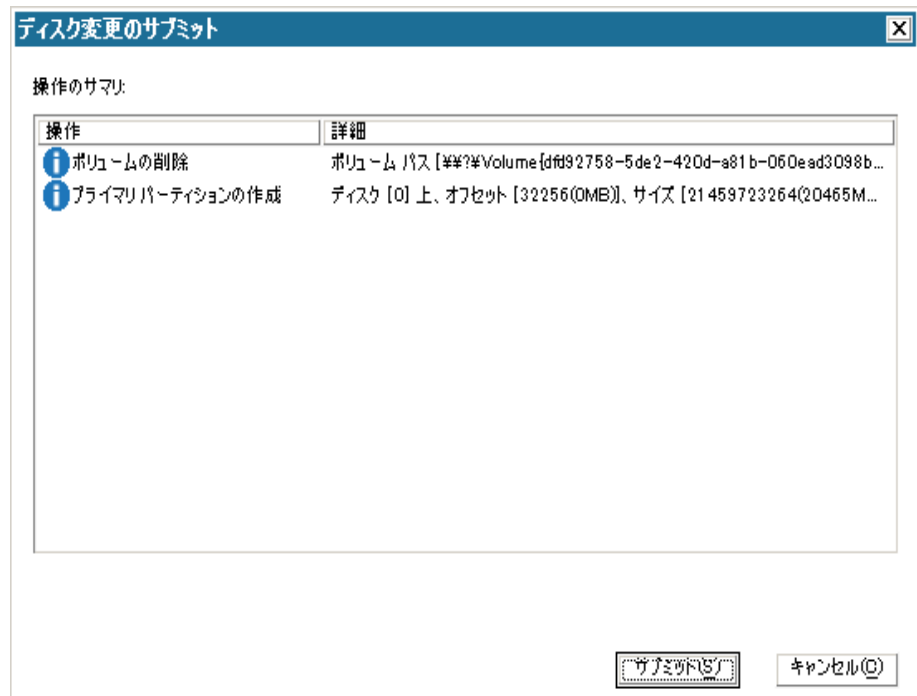 ディスク変更のサブミット
操作のサマリ:
操作 詳細
ボリュームの削除 ボリューム パス [¥¥?¥Volume{dfd92758-5de2-420d-a81b-060ead3098b...
プライマリ パーティションの作成 ディスク [0] 上、オフセット [32256(0MB)]、サイズ [21459723264(20465M...
サブミット(S) キャンセル(C)